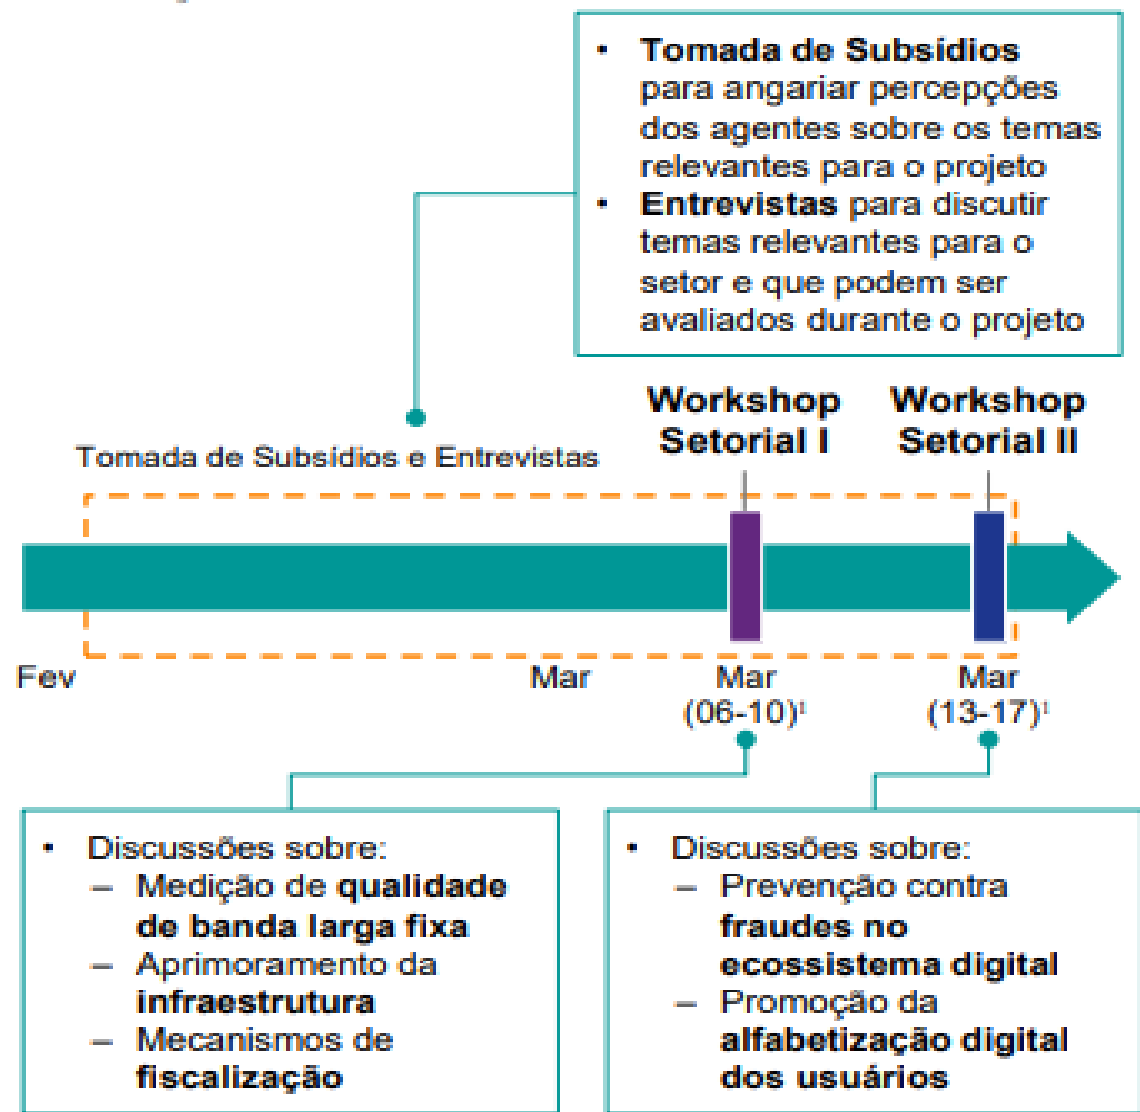 • Tomada de Subsídios
para angariar percepções
dos agentes sobre os temas
relevantes para o projeto
• Entrevistas para discutir
temas relevantes para o
setor e que podem ser
avaliados durante o projeto
Workshop
Setorial I
Workshop
Setorial II
Tomada de Subsídios e Entrevistas
Fev
Mar
Mar
(06-10)¹
Mar
(13-17)¹
• Discussões sobre:
– Medição de qualidade
de banda larga fixa
– Aprimoramento da
infraestrutura
– Mecanismos de
fiscalização
• Discussões sobre:
– Prevenção contra
fraudes no
ecossistema digital
– Promoção da
alfabetização digital
dos usuários